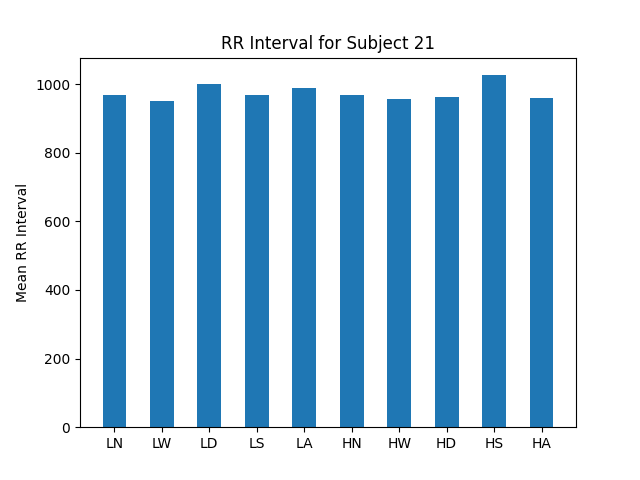 RR Interval for Subject 21
Mean RR Interval
1000
800
600
400
200
0
LN LW LD LS LA HN HW HD HS HA